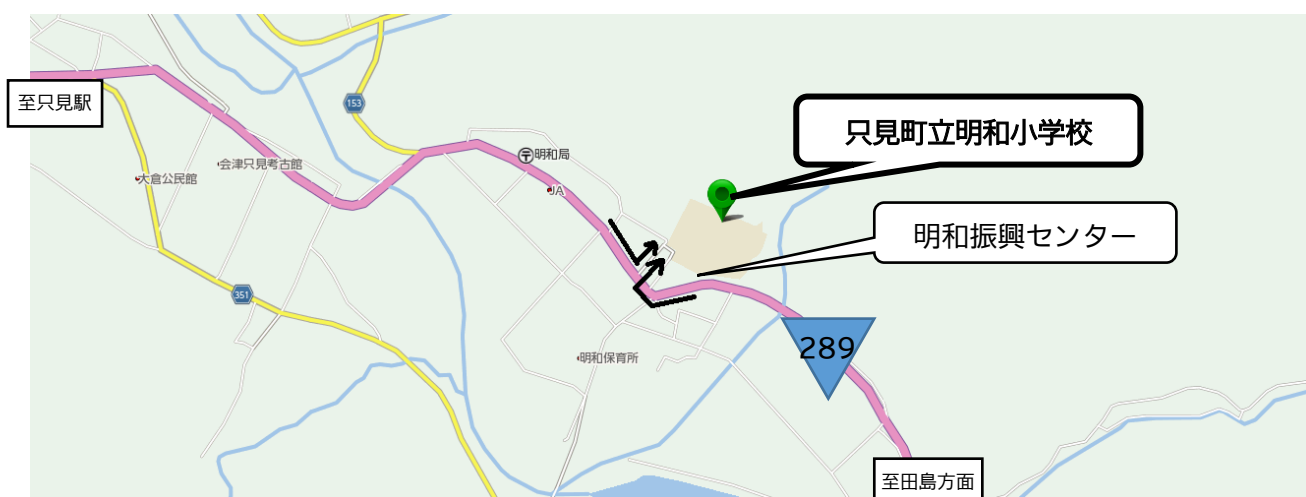 153
只見町立明和小学校
至只見駅
〒明和局
会津只見考古館
大倉公民館
JA
明和振興センター
351
289
明和保育所
至田島方面